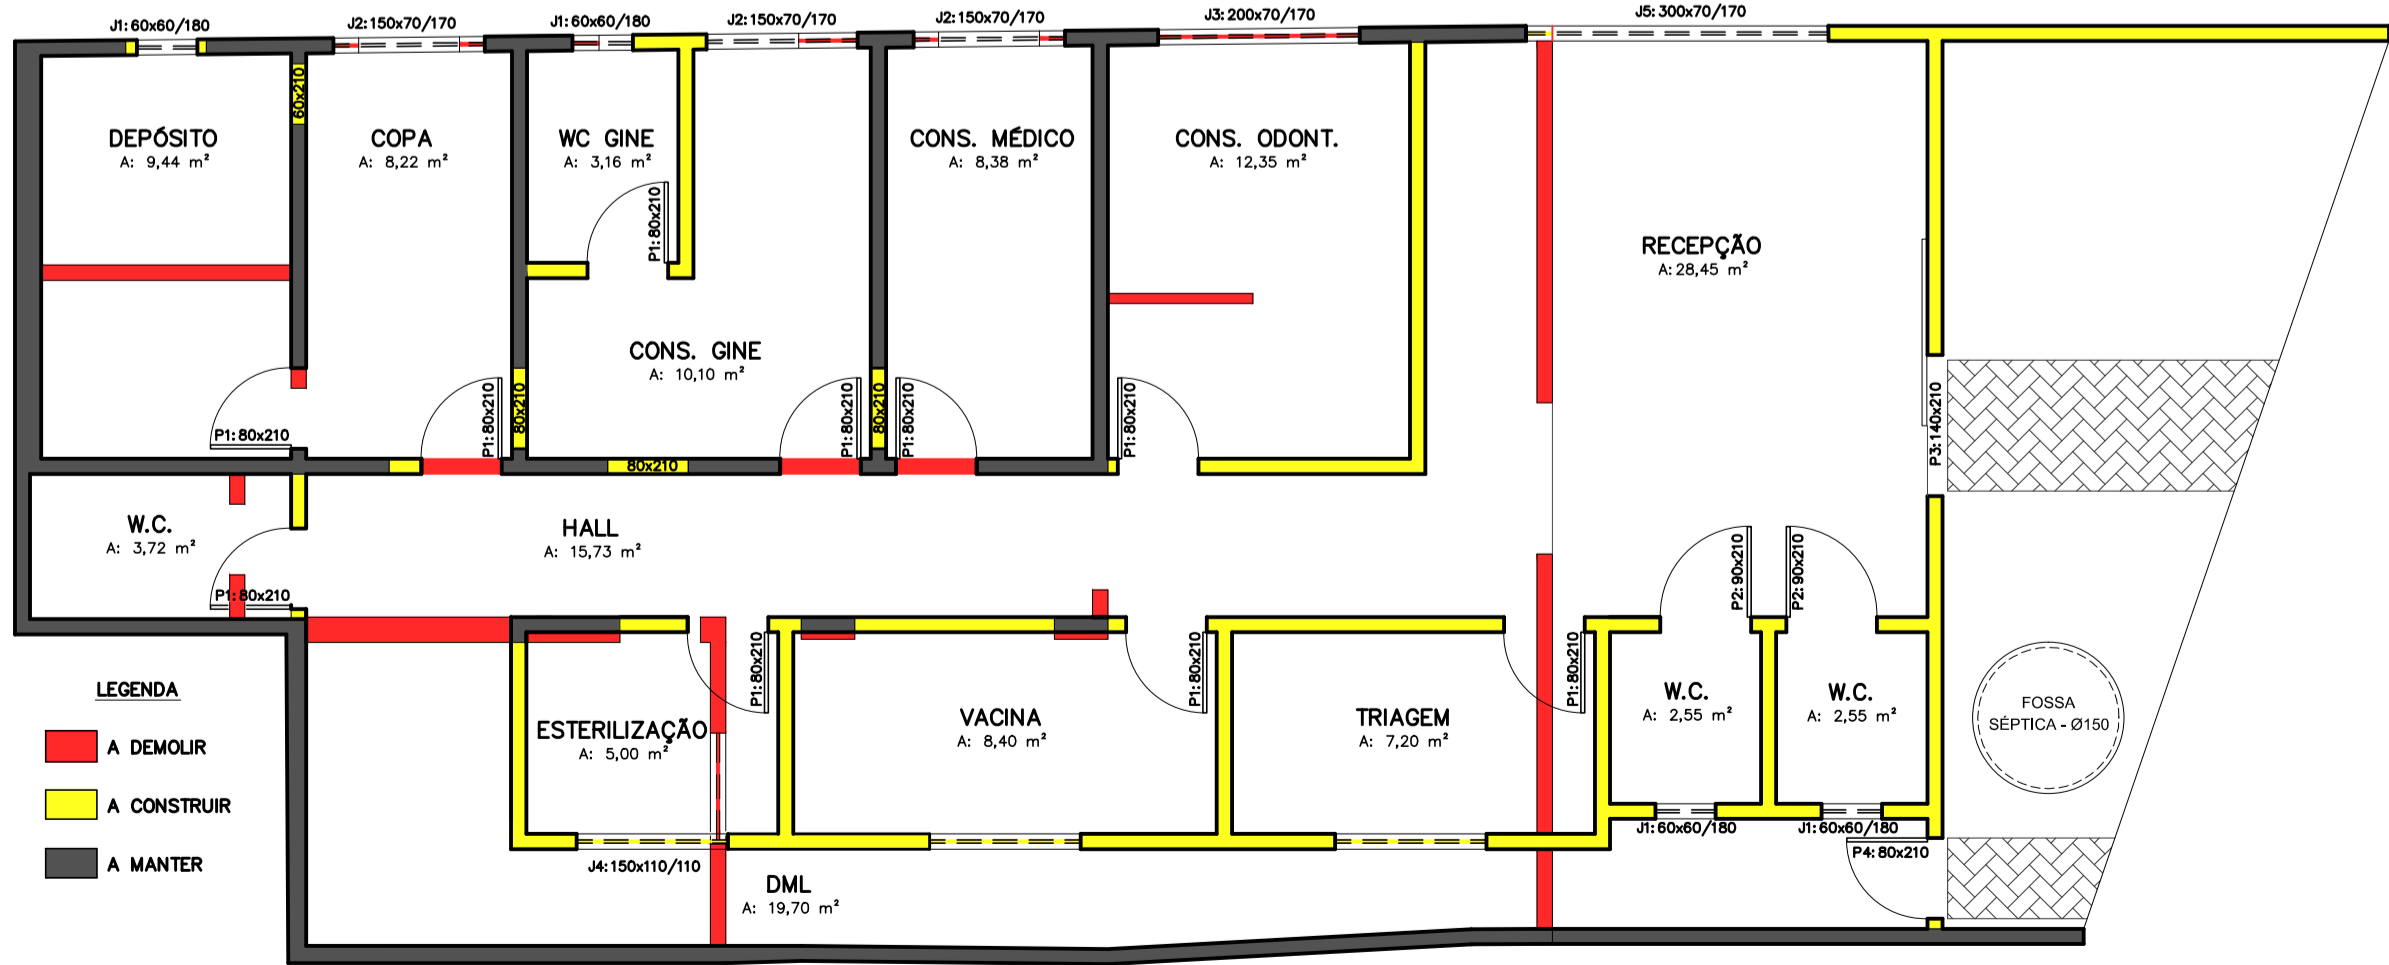 J1:60x60/180
J2:150x70/170
J1:60x60/180
J2:150x70/170
J2:150x70/170
J3:200x70/170
J5:300x70/170
60x210
DEPÓSITO
A: 9,44 m²
COPA
A: 8,22 m²
WC GINE
A: 3,16 m²
P1:80x210
CONS. MÉDICO
A: 8,38 m²
CONS. ODONT.
A: 12,35 m²
RECEPÇÃO
A:28,45 m²
CONS. GINE
A: 10,10 m²
P1:80x210
P1:80x210
80x210
P1:80x210
80x210
P1:80x210
P1:80x210
P3:140x210
80x210
W.C.
A: 3,72 m²
HALL
A: 15,73 m²
P1:80x210
P2:90x210
P2:90x210
P1:80x210
P1:80x210
P1:80x210
LEGENDA
A DEMOLIR
A CONSTRUIR
A MANTER
ESTERILIZAÇÃO
A: 5,00 m²
VACINA
A: 8,40 m²
TRIAGEM
A: 7,20 m²
W.C.
A: 2,55 m²
W.C.
A: 2,55 m²
FOSSA
SÉPTICA - Ø150
J1:60x60/180
J1:60x60/180
P4:80x210
J4:150x110/110
DML
A: 19,70 m²